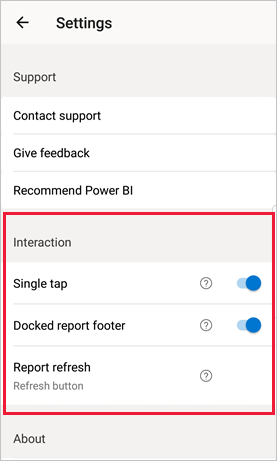 Settings
Support
Contact support
Give feedback
Recommend Power BI
Interaction
Single tap ?
Docked report footer ?
Report refresh ?
Refresh button
About